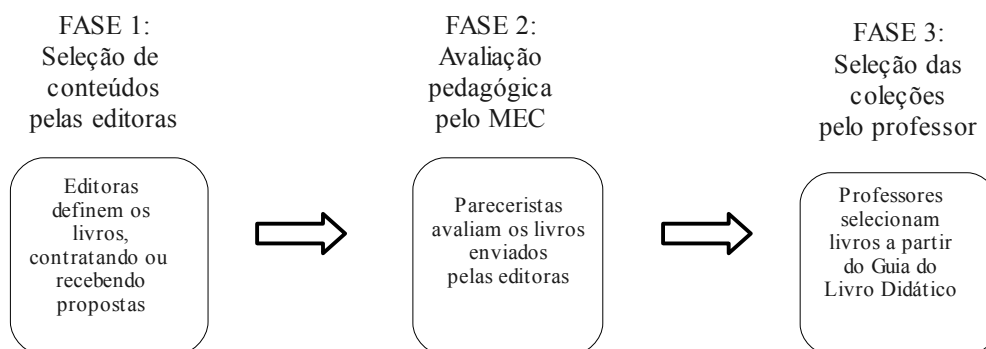 FASE 1:
Seleção de
conteúdos
pelas editoras
Editoras
definem os
livros,
contratando ou
recebendo
propostas
FASE 2:
Avaliação
pedagógica
pelo MEC
Pareceristas
avaliam os livros
enviados
pelas editoras
FASE 3:
Seleção das
coleções
pelo professor
Professores
selecionam
livros a partir
do Guia do
Livro Didático